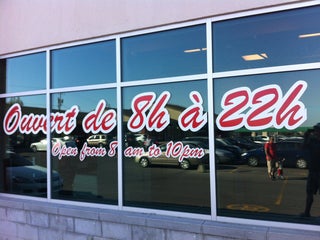 Ouvert de 8h à 22h
Open from 8 am to 10pm